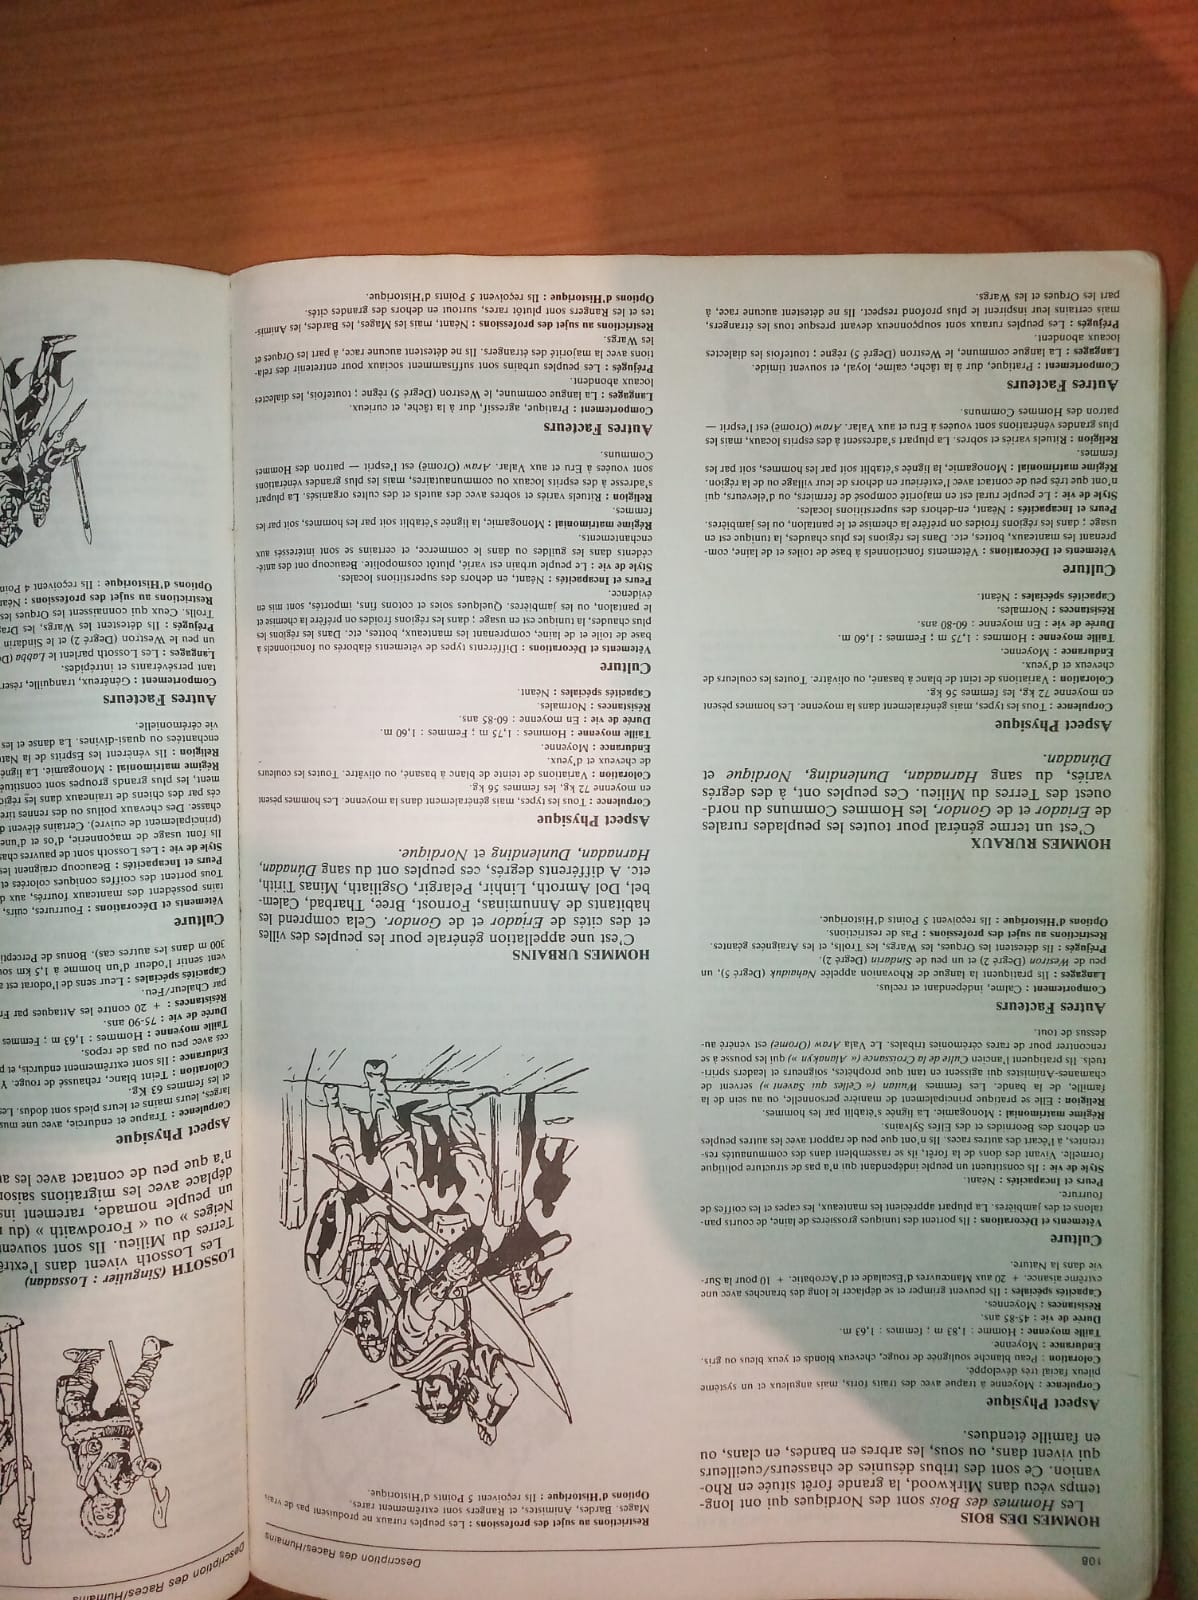 108
Description des Races/Humains
HOMMES DES BOIS
Les Hommes des Bois sont des Nordiques qui ont long-
temps vécu dans Mirkwood, la grande forêt située en Rho-
vanion. Ce sont des tribus désunies de chasseurs/cueilleurs
qui vivent dans, ou sous, les arbres en bandes, en clans, ou
en famille étendues.
Aspect Physique
Corpulence : Moyenne à trapue avec des traits forts, mais anguleux et un système
pileux facial très développé.
Coloration : Peau blanche soulignée de rouge, cheveux blonds et yeux bleus ou gris.
Endurance : Moyenne.
Taille moyenne : Homme : 1,83 m ; femmes : 1,63 m.
Durée de vie : 45-85 ans.
Résistances : Moyennes.
Capacités spéciales : Ils peuvent grimper et se déplacer le long des branches avec une
extrême aisance. + 20 aux Manœuvres d'Escalade et d'Acrobatie. + 10 pour la Sur-
vie dans la Nature.
Culture
Vêtements et Décorations : Ils portent des tuniques grossières de laine, de courts pan-
talons et des jambières. La plupart apprécient les manteaux, les capes et les coiffes de
fourrure.
Peurs et Incapacités : Néant.
Style de vie : Ils constituent un peuple indépendant qui n'a pas de structure politique
formelle. Vivant des dons de la forêt, ils se rassemblent dans des communautés res-
treintes, à l'écart des autres races. Ils n'ont que peu de rapport avec les autres peuples
en dehors des Beornides et des Elfes Sylvains.
Régime matrimonial : Monogamie. La lignée s'établit par les hommes.
Religion : Elle se pratique principalement de manière personnelle, ou au sein de la
famille, de la bande. Les femmes Wuitan (« Celles qui Savent ») servent de
chamanes-Animistes qui agissent en tant que prophètes, soigneurs et leaders spiri-
tuels. Ils pratiquent l'ancien Culte de la Croissance (« Alanakyn ») qui les pousse à se
rencontrer pour de rares cérémonies tribales. Le Vala Araw (Oromë) est vénéré au-
dessus de tout.
Autres Facteurs
Comportement : Calme, indépendant et reclus.
Langages : Ils pratiquent la langue de Rhovanion appelée Nahaiduk (Degré 5), un
peu de Westron (Degré 2) et un peu de Sindarin (Degré 2).
Préjugés : Ils détestent les Orques, les Wargs, les Trolls, et les Araignées géantes.
Restrictions au sujet des professions : Pas de restrictions.
Options d'Historique : Ils reçoivent 5 Points d'Historique.
HOMMES RURAUX
C'est un terme général pour toutes les peuplades rurales
de Eriador et de Gondor, les Hommes Communs du nord-
ouest des Terres du Milieu. Ces peuples ont, à des degrés
variés, du sang Harnadan, Dunlending, Nordique et
Dúnadan.
Aspect Physique
Corpulence : Tous les types, mais généralement dans la moyenne. Les hommes pèsent
en moyenne 72 kg, les femmes 56 kg.
Coloration : Variations de teint de blanc à basané, ou olivâtre. Toutes les couleurs de
cheveux et d'yeux.
Endurance : Moyenne.
Taille moyenne : Hommes : 1,75 m ; Femmes : 1,60 m.
Durée de vie : En moyenne : 60-80 ans.
Résistances : Normales.
Capacités spéciales : Néant.
Culture
Vêtements et Décorations : Vêtements fonctionnels à base de toiles et de laine, com-
prenant les manteaux, bottes, etc. Dans les régions les plus chaudes, la tunique est en
usage ; dans les régions froides on préfère la chemise et le pantalon, ou les jambières.
Peurs et Incapacités : Néant, en-dehors des superstitions locales.
Style de vie : Le peuple rural est en majorité composé de fermiers, ou d'éleveurs, qui
n'ont que très peu de contact avec l'extérieur en dehors de leur village ou de la région.
Régime matrimonial : Monogamie, la lignée s'établit soit par les hommes, soit par les
femmes.
Religion : Rituels variés et sobres. La plupart s'adressent à des esprits locaux, mais les
plus grandes vénérations sont vouées à Eru et aux Valar. Araw (Oromë) est l'esprit —
patron des Hommes Communs.
Autres Facteurs
Comportement : Pratique, dur à la tâche, calme, loyal, et souvent timide.
Langages : La langue commune, le Westron (Degré 5) règne ; toutefois les dialectes
locaux abondent.
Préjugés : Les peuples ruraux sont soupçonneux devant presque tous les étrangers,
mais certains leur inspirent le plus profond respect. Ils ne détestent aucune race, à
part les Orques et les Wargs.
Restrictions au sujet des professions : Les peuples ruraux ne produisent pas de vrais
Mages. Bardes, Animistes et Rangers sont extrêmement rares.
Options d'Historique : Ils reçoivent 5 Points d'Historique.
HOMMES URBAINS
C'est une appellation générale pour les peuples des villes
et des cités de Eriador et de Gondor. Cela comprend les
habitants de Annuminas, Fornost, Bree, Tharbad, Calem-
bel, Dol Amroth, Linhir, Pelargir, Osgiliath, Minas Tirith,
etc. A différents degrés, ces peuples ont du sang Dúnadan,
Harnadan, Dunlending et Nordique.
Aspect Physique
Corpulence : Tous les types, mais généralement dans la moyenne. Les hommes pèsent
en moyenne 72 kg, les femmes 56 kg.
Coloration : Variations de teinte de blanc à basané, ou olivâtre. Toutes les couleurs
de cheveux et d'yeux.
Endurance : Moyenne.
Taille moyenne : Hommes : 1,75 m ; Femmes : 1,60 m.
Durée de vie : En moyenne : 60-85 ans.
Résistances : Normales.
Capacités spéciales : Néant.
Culture
Vêtements et Décorations : Différents types de vêtements élaborés ou fonctionnels à
base de toile et de laine, comprenant les manteaux, bottes, etc. Dans les régions les
plus chaudes, la tunique est en usage ; dans les régions froides on préfère la chemise et
le pantalon, ou les jambières. Quelques soies et cotons fins, importés, sont mis en
évidence.
Peurs et Incapacités : Néant, en dehors des superstitions locales.
Style de vie : Le peuple urbain est varié, plutôt cosmopolite. Beaucoup ont des anté-
cédents dans les guildes ou dans le commerce, et certains se sont intéressés aux
enchantements.
Régime matrimonial : Monogamie, la lignée s'établit soit par les hommes, soit par les
femmes.
Religion : Rituels variés et sobres avec des autels et des cultes organisés. La plupart
s'adresse à des esprits locaux ou communautaires, mais les plus grandes vénérations
sont vouées à Eru et aux Valar. Araw (Oromë) est l'esprit — patron des Hommes
Communs.
Autres Facteurs
Comportement : Pratique, agressif, dur à la tâche, et curieux.
Langages : La langue commune, le Westron (Degré 5) règne ; toutefois, les dialectes
locaux abondent.
Préjugés : Les peuples urbains sont suffisamment sociaux pour entretenir des rela-
tions avec la majorité des étrangers. Ils ne détestent aucune race, à part les Orques et
les Wargs.
Restrictions au sujet des professions : Néant, mais les Mages, les Bardes, les Animis-
tes et les Rangers sont plutôt rares, surtout en dehors des grandes cités.
Options d'Historique : Ils reçoivent 5 Points d'Historique.
Description des Races/Humains
LOSSOTH (Singulier : Lossadan)
Les Lossoth vivent dans l'extrê
Terres du Milieu. Ils sont souvent
Neiges » ou « Forodwaith » (du
un peuple nomade, rarement ins
déplace avec les migrations saison
n'a que peu de contact avec les au
Aspect Physique
Corpulence : Trapue et endurcie, avec une mus
larges, leurs mains et leurs pieds sont dodus. Les
et les femmes 63 Kg.
Coloration : Teint blanc, rehaussé de rouge. Y
Endurance : Ils sont extrêmement endurcis, et p
ces avec peu ou pas de repos.
Taille moyenne : Hommes : 1,63 m ; Femmes
Durée de vie : 75-90 ans.
Résistances : + 20 contre les Attaques par Fr
par Chaleur/Feu.
Capacités spéciales : Leur sens de l'odorat est a
vent sentir l'odeur d'un homme à 1,5 km sou
300 m dans les autres cas). Bonus de Percepti
Culture
Vêtements et Décorations : Fourrures, cuirs,
tains possèdent des manteaux fourrés, aux d
Tous portent des coiffes coniques colorées et
Peurs et Incapacités : Beaucoup craignent les
Style de vie : Les Lossoth sont de pauvres chas
Ils font usage de maçonnerie, d'os et d'une
(principalement de cuivre). Certains élèvent d
chasse. Des chevaux poilus ou des rennes tire
cés par des chiens de traîneaux dans les régio
ment, les plus grands groupes sont constitué
Régime matrimonial : Monogamie. La ligné
Religion : Ils vénèrent les Esprits de la Natu
enchantées ou quasi-divines. La danse et les
vie cérémonielle.
Autres Facteurs
Comportement : Généreux, tranquille, réser
tant persévérants et intrépides.
Langages : Les Lossoth parlent le Labba (D
un peu le Westron (Degré 2) et le Sindarin
Préjugés : Ils détestent les Wargs, les Drag
Trolls. Ceux qui connaissent les Orques les
Restrictions au sujet des professions : Néa
Options d'Historique : Ils reçoivent 4 Poin